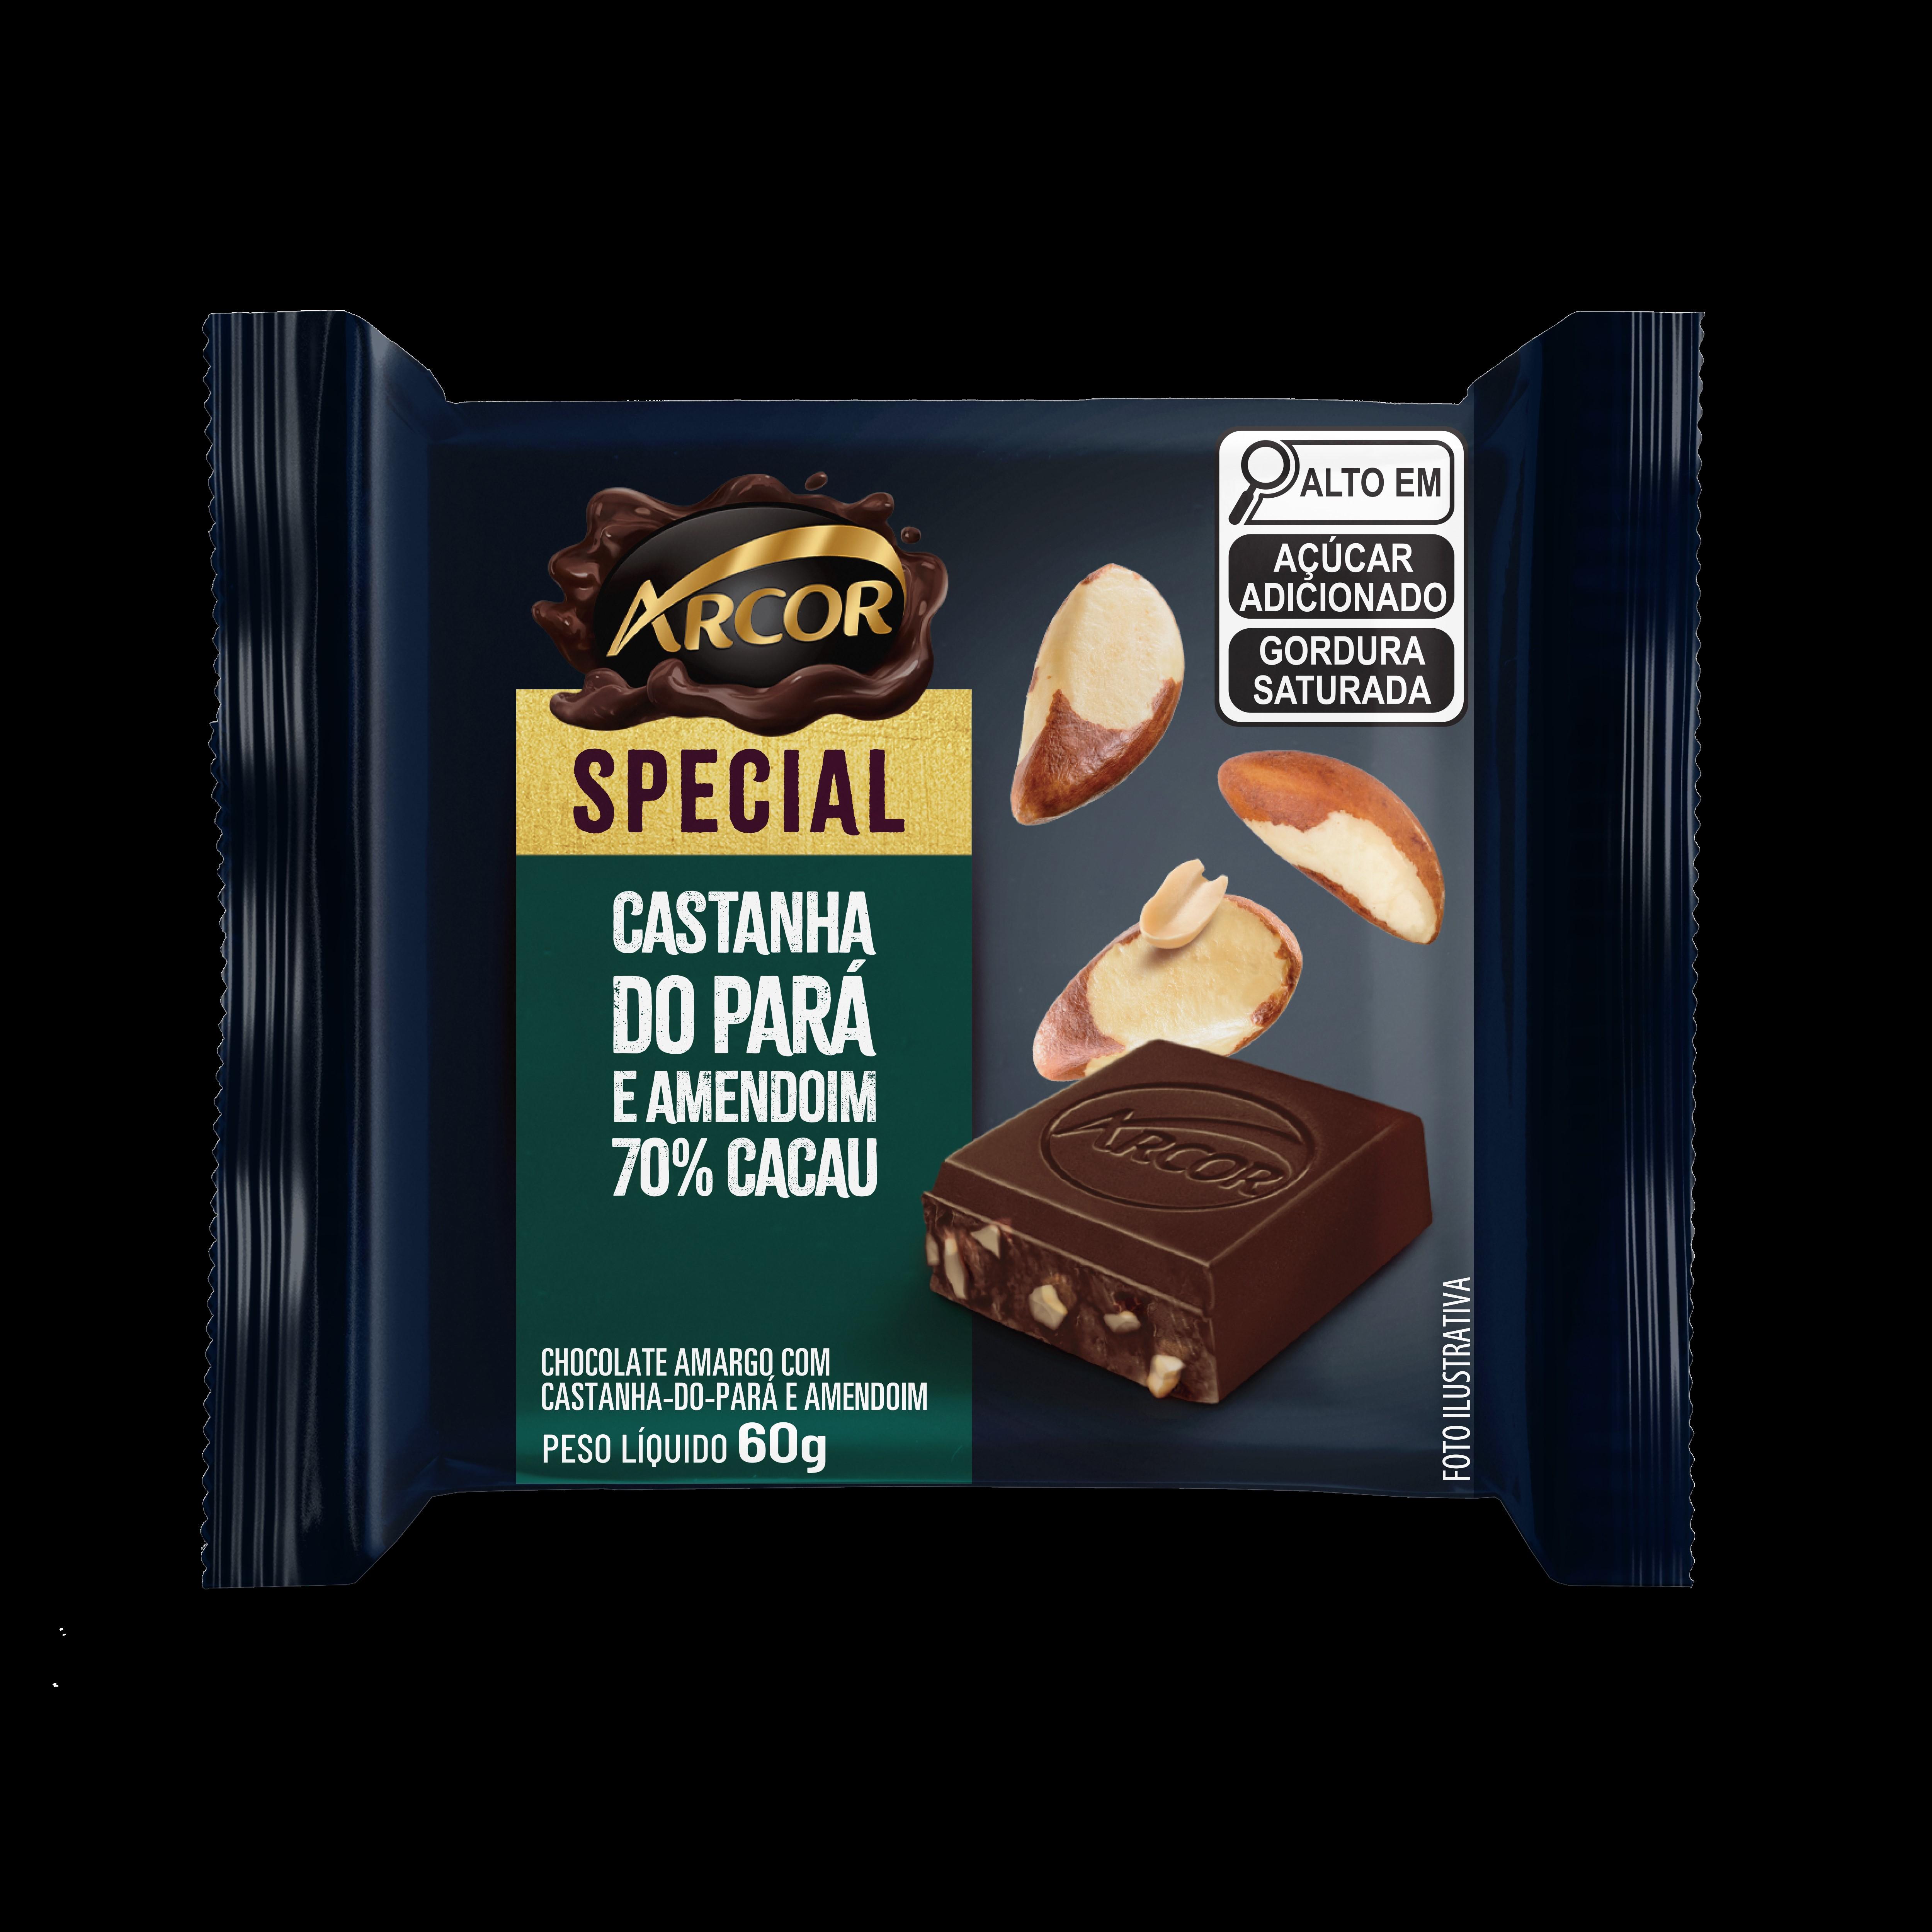 ARCOR
SPECIAL
CASTANHA
DO PARÁ
E AMENDOIM
70% CACAU
CHOCOLATE AMARGO COM
CASTANHA-DO-PARÁ E AMENDOIM
PESO LÍQUIDO 60g
ALTO EM
AÇÚCAR
ADICIONADO
GORDURA
SATURADA
ARCOR
FOTO ILUSTRATIVA